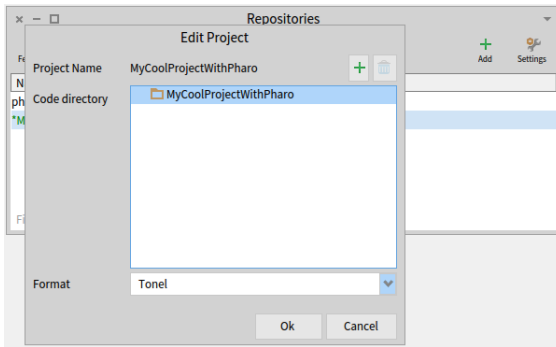 Repositories
Edit Project
Add
Settings
Project Name
MyCoolProjectWithPharo
Code directory
MyCoolProjectWithPharo
Format
Tonel
Ok
Cancel